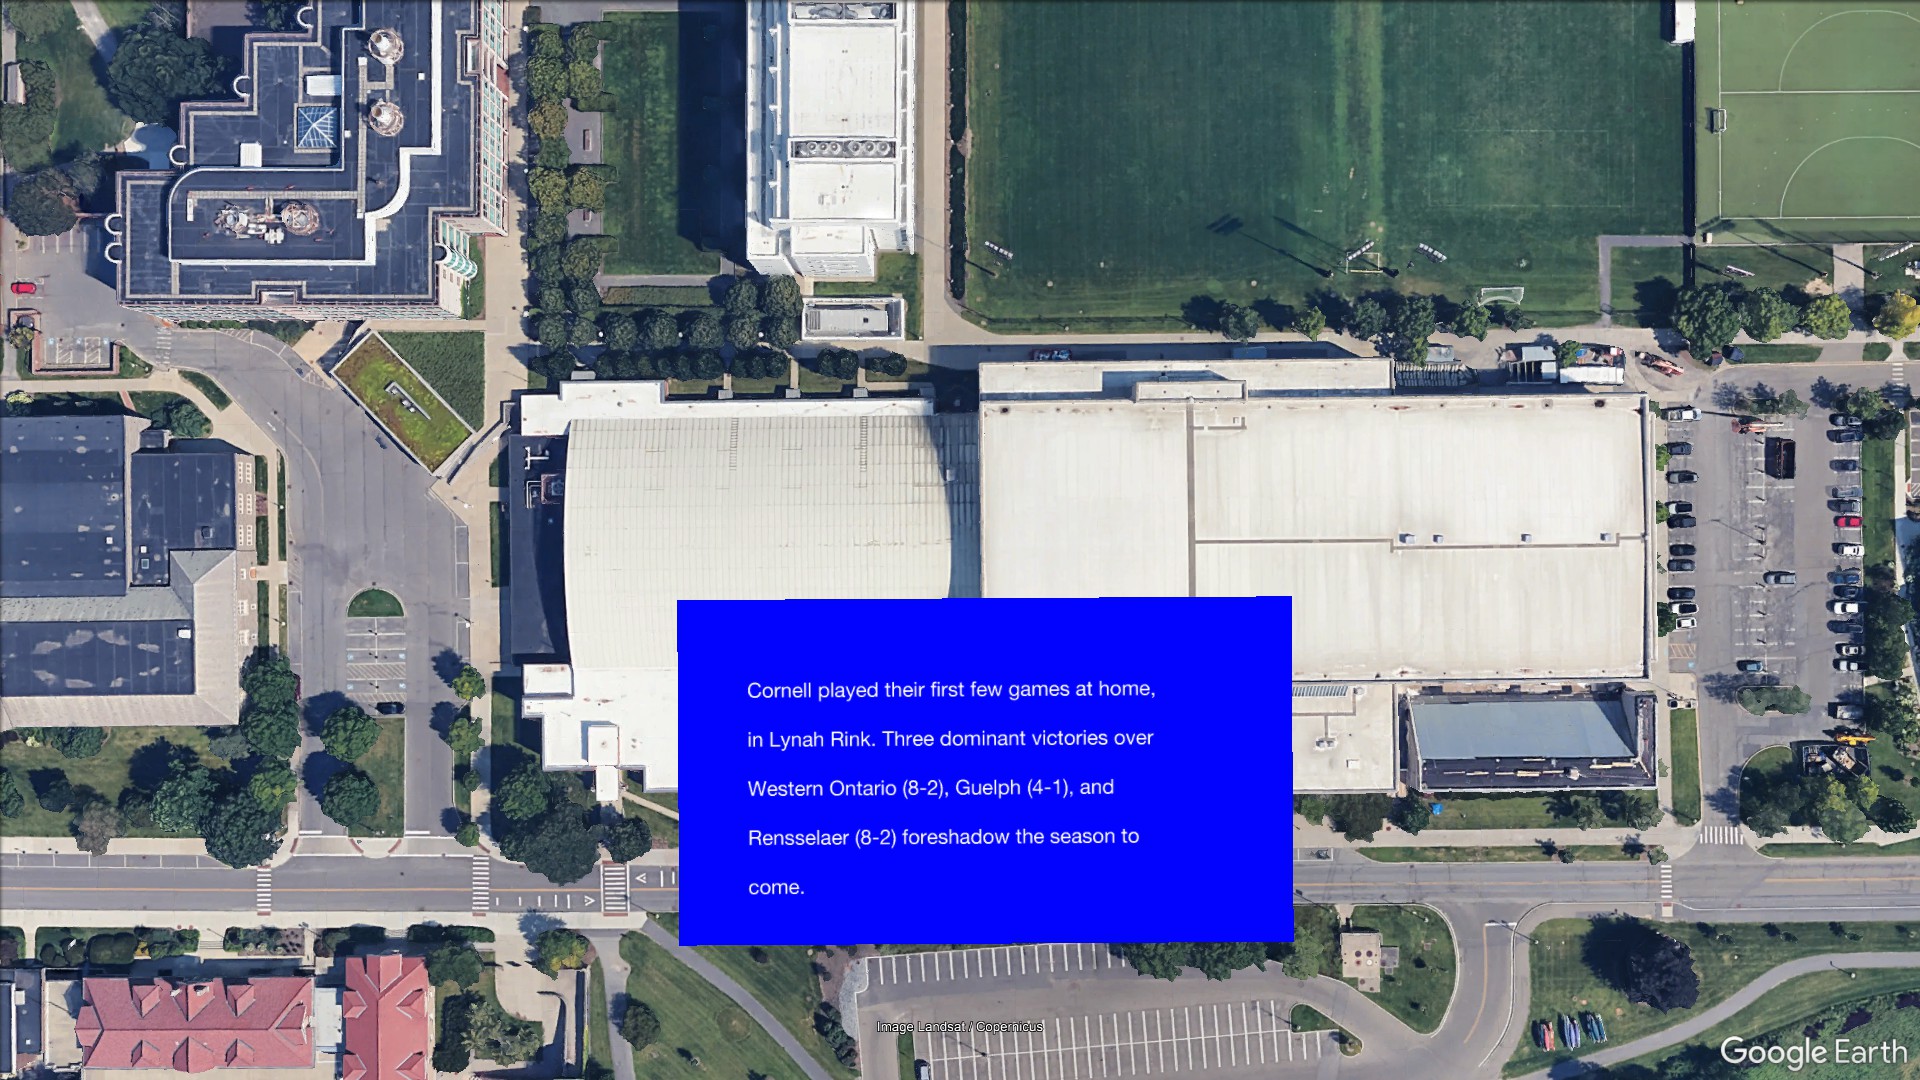 Cornell played their first few games at home,
in Lynah Rink. Three dominant victories over
Western Ontario (8-2), Guelph (4-1), and
Rensselaer (8-2) foreshadow the season to
come.
Image Landsat / Copernicus
Google Earth